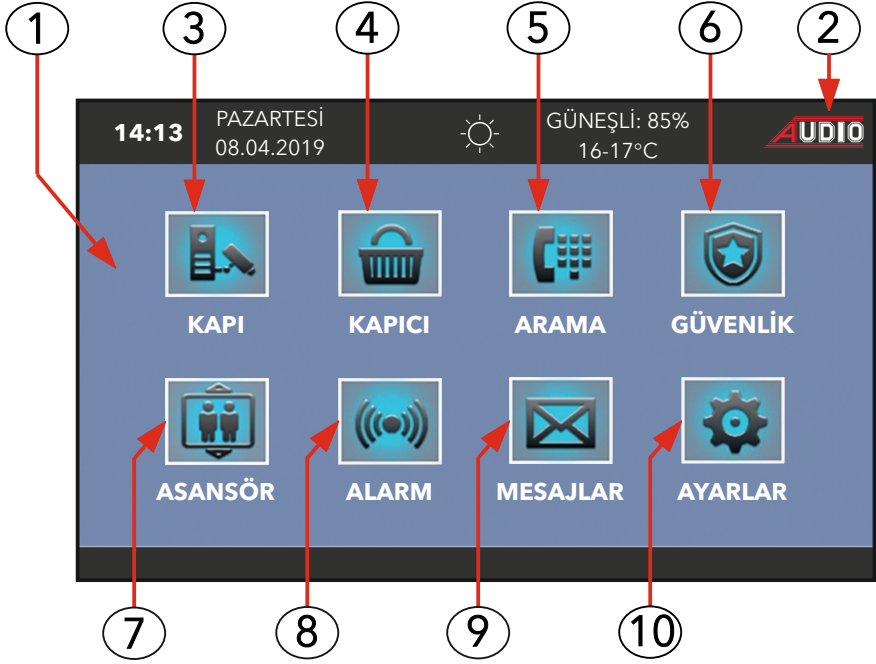 1 3 4 5 6 2
14:13 PAZARTESİ GÜNEŞLİ: 85% AUDIO
08.04.2019 16-17°C
KAPI KAPICI ARAMA GÜVENLİK
ASANSÖR ALARM MESAJLAR AYARLAR
7 8 9 10